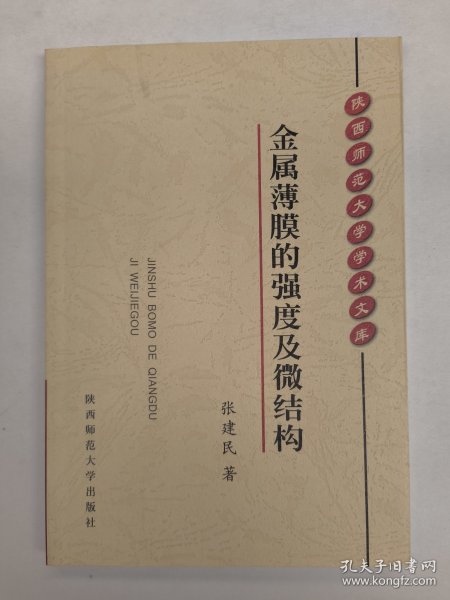 陕西师范大学学术文库
金属薄膜的强度及微结构
JINSHU BOMO DE QIANGDU
JI WEIJIEGOU
张建民 著
陕西师范大学出版社
孔夫子旧书网
www.kongfz.com